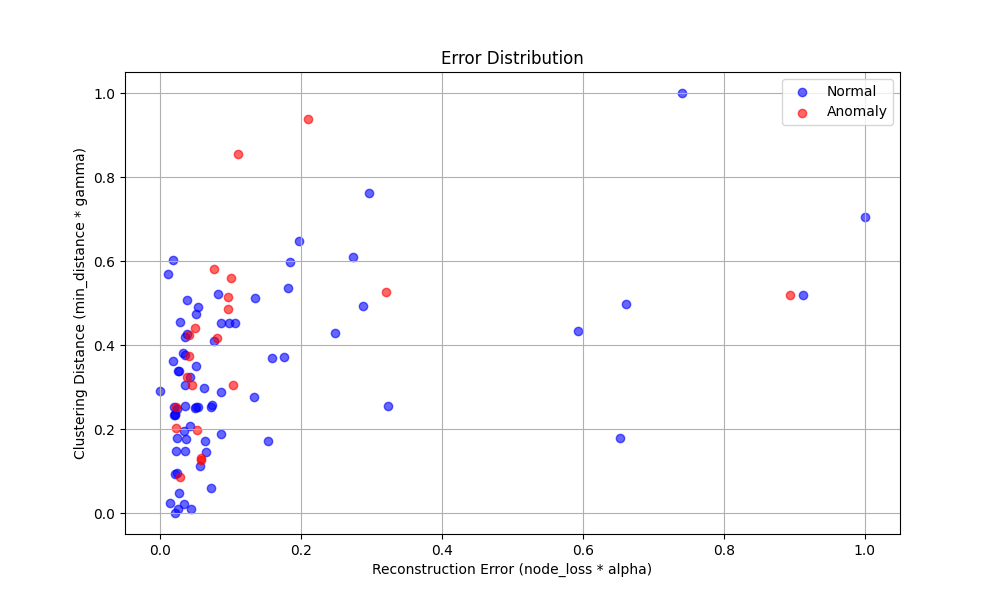 Error Distribution
Normal
Anomaly
Clustering Distance (min_distance * gamma)
1.0
0.8
0.6
0.4
0.2
0.0
0.0 0.2 0.4 0.6 0.8 1.0
Reconstruction Error (node_loss * alpha)